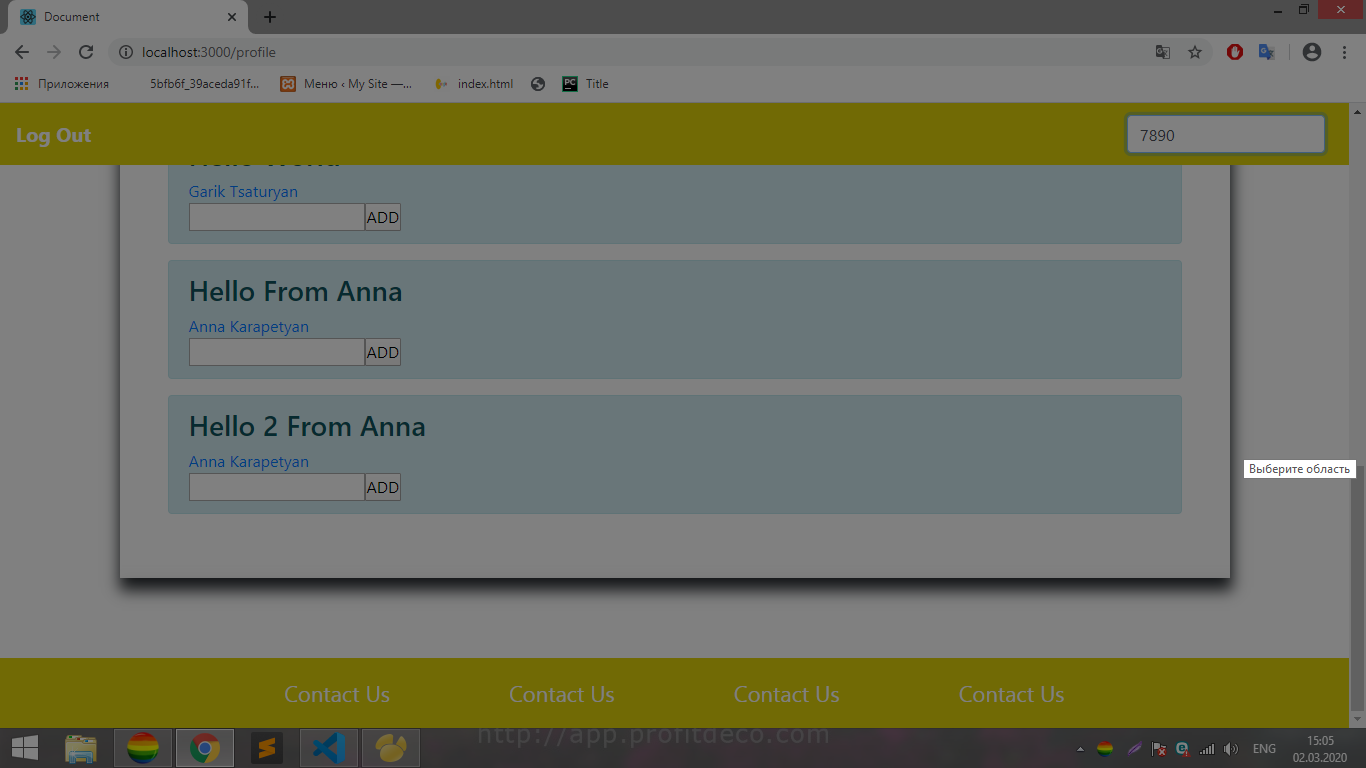 Document
localhost:3000/profile
Приложения
5bfb6f_39aceda91f...
Меню ‹ My Site —...
index.html
PC
Title
Log Out
7890
Garik Tsaturyan
ADD
Hello From Anna
Anna Karapetyan
ADD
Hello 2 From Anna
Anna Karapetyan
ADD
Выберите область
Contact Us
Contact Us
Contact Us
Contact Us
http://app.profitdeco.com
ENG
15:05
02.03.2020